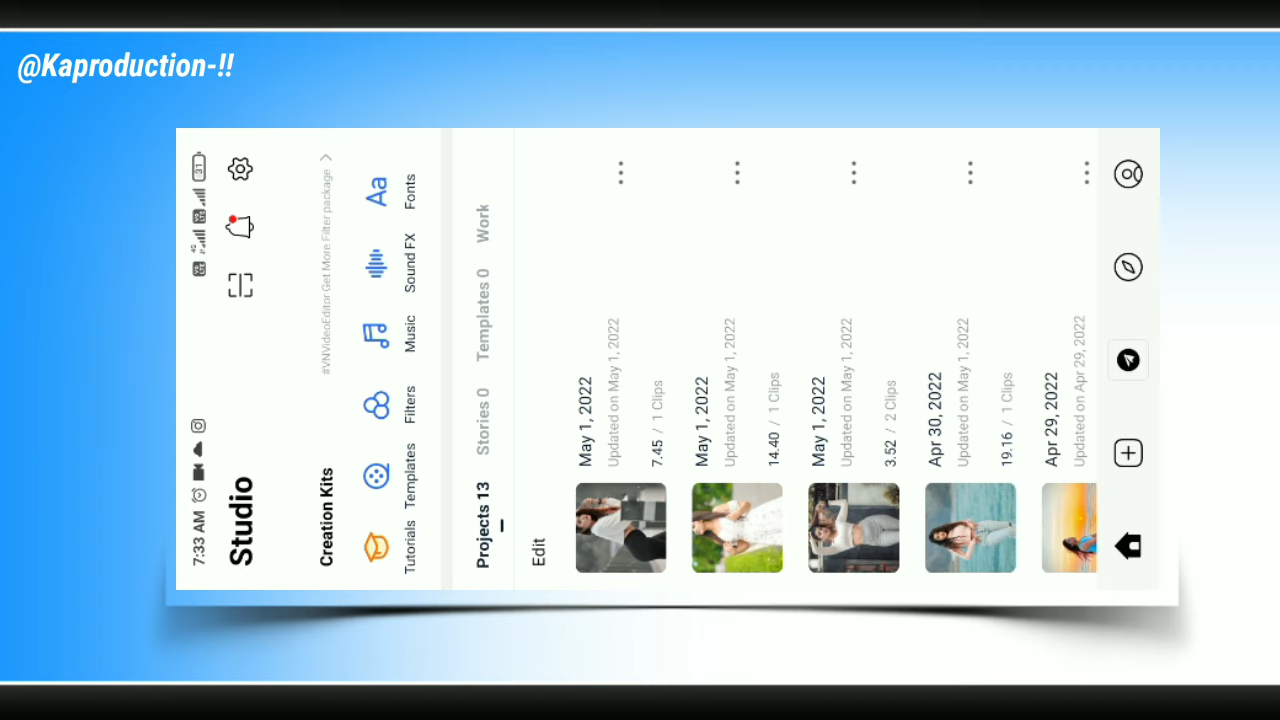 @Kaproduction-!!
7:33 AM
31
Studio
Creation Kits
#VNVideoEditor Get More Filter package >
Tutorials Templates Filters Music Sound FX Fonts
Projects 13 Stories 0 Templates 0 Work
Edit
May 1, 2022
Updated on May 1, 2022
7.45 / 1 Clips
May 1, 2022
Updated on May 1, 2022
14.40 / 1 Clips
May 1, 2022
Updated on May 1, 2022
3.52 / 2 Clips
Apr 30, 2022
Updated on May 1, 2022
19.16 / 1 Clips
Apr 29, 2022
Updated on Apr 29, 2022